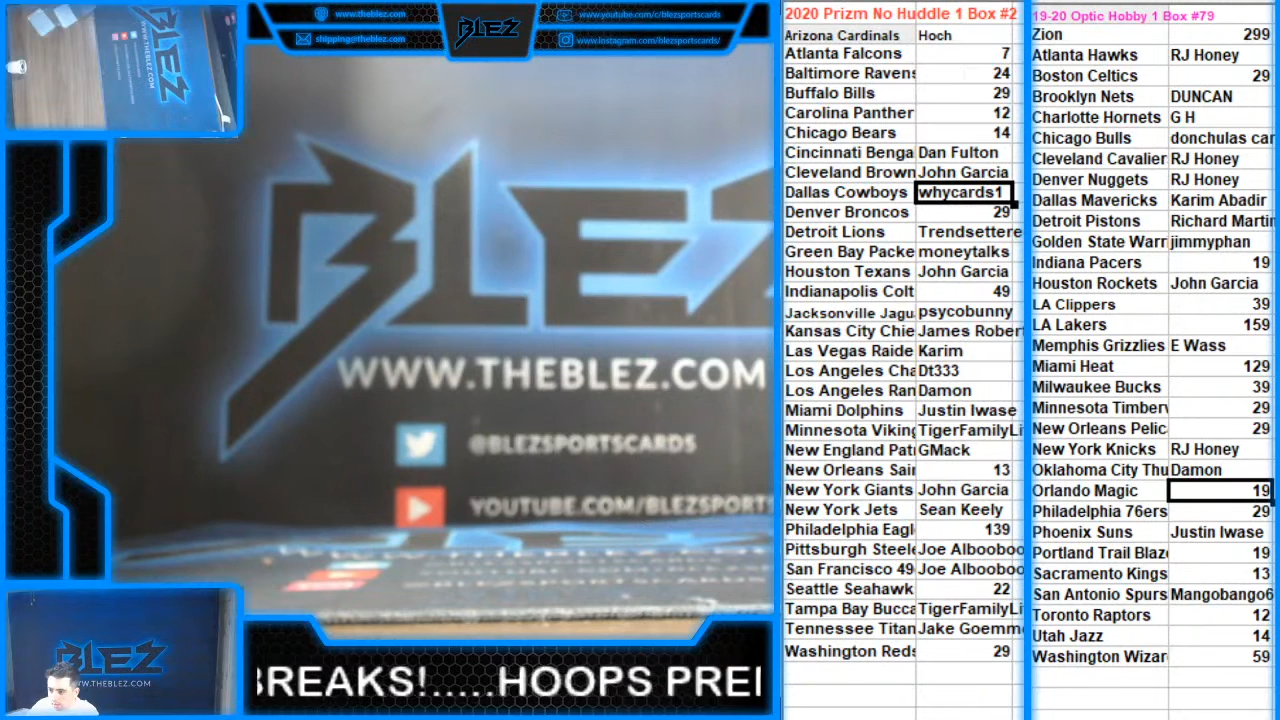 BLEZ
WWW.THEBLEZ.COM
www.theblez.com
shipping@theblez.com
BLEZ
www.youtube.com/c/blezsportscards
www.instagram.com/blezsportscards/
BLEZ
WWW.THEBLEZ.COM
@BLEZSPORTSCARDS
YOUTUBE.COM/BLEZSPORTS
BLEZ
WW.THEBLEZ.COM
BREAKS!.....HOOPS PREI
2020 Prizm No Huddle 1 Box #2
Arizona Cardinals Hoch
Atlanta Falcons 7
Baltimore Ravens 24
Buffalo Bills 29
Carolina Panther 12
Chicago Bears 14
Cincinnati Benga Dan Fulton
Cleveland Brown John Garcia
Dallas Cowboys whycards1
Denver Broncos 29
Detroit Lions Trendsettere
Green Bay Packe moneytalks
Houston Texans John Garcia
Indianapolis Colt 49
Jacksonville Jagu psycobunny
Kansas City Chie James Robert
Las Vegas Raide Karim
Los Angeles Cha Dt333
Los Angeles Ran Damon
Miami Dolphins Justin Iwase
Minnesota Viking TigerFamilyLi
New England Patr GMack
New Orleans Sain 13
New York Giants John Garcia
New York Jets Sean Keely
Philadelphia Eagl 139
Pittsburgh Steele Joe Albooboo
San Francisco 49 Joe Albooboo
Seattle Seahawk 22
Tampa Bay Bucca TigerFamilyLi
Tennessee Titan Jake Goemm
Washington Reds 29
19-20 Optic Hobby 1 Box #79
Zion 299
Atlanta Hawks RJ Honey
Boston Celtics 29
Brooklyn Nets DUNCAN
Charlotte Hornets G H
Chicago Bulls donchulas car
Cleveland Cavalier RJ Honey
Denver Nuggets RJ Honey
Dallas Mavericks Karim Abadir
Detroit Pistons Richard Martin
Golden State Warr jimmyphan
Indiana Pacers 19
Houston Rockets John Garcia
LA Clippers 39
LA Lakers 159
Memphis Grizzlies E Wass
Miami Heat 129
Milwaukee Bucks 39
Minnesota Timberv 29
New Orleans Pelic 29
New York Knicks RJ Honey
Oklahoma City Thu Damon
Orlando Magic 19
Philadelphia 76ers 29
Phoenix Suns Justin Iwase
Portland Trail Blaz 19
Sacramento Kings 13
San Antonio Spurs Mangobango6
Toronto Raptors 12
Utah Jazz 14
Washington Wizar 59